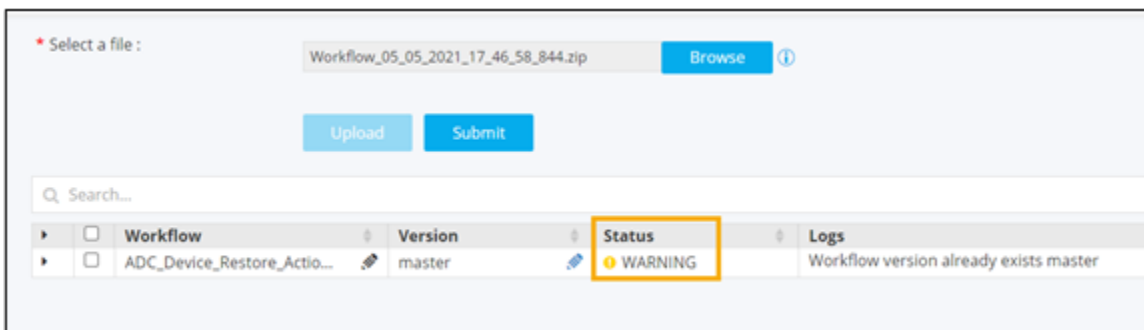 * Select a file :
Workflow_05_05_2021_17_46_58_844.zip Browse
Upload Submit
Search...
Workflow Version Status Logs
ADC_Device_Restore_Actio... master WARNING Workflow version already exists master